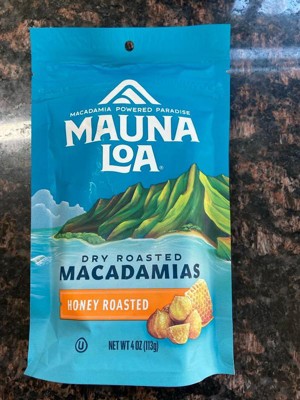 MACADAMIA POWERED PARADISE
MAUNA
LOA®
DRY ROASTED
MACADAMIAS
HONEY ROASTED
U
NET WT 4 OZ (113g)